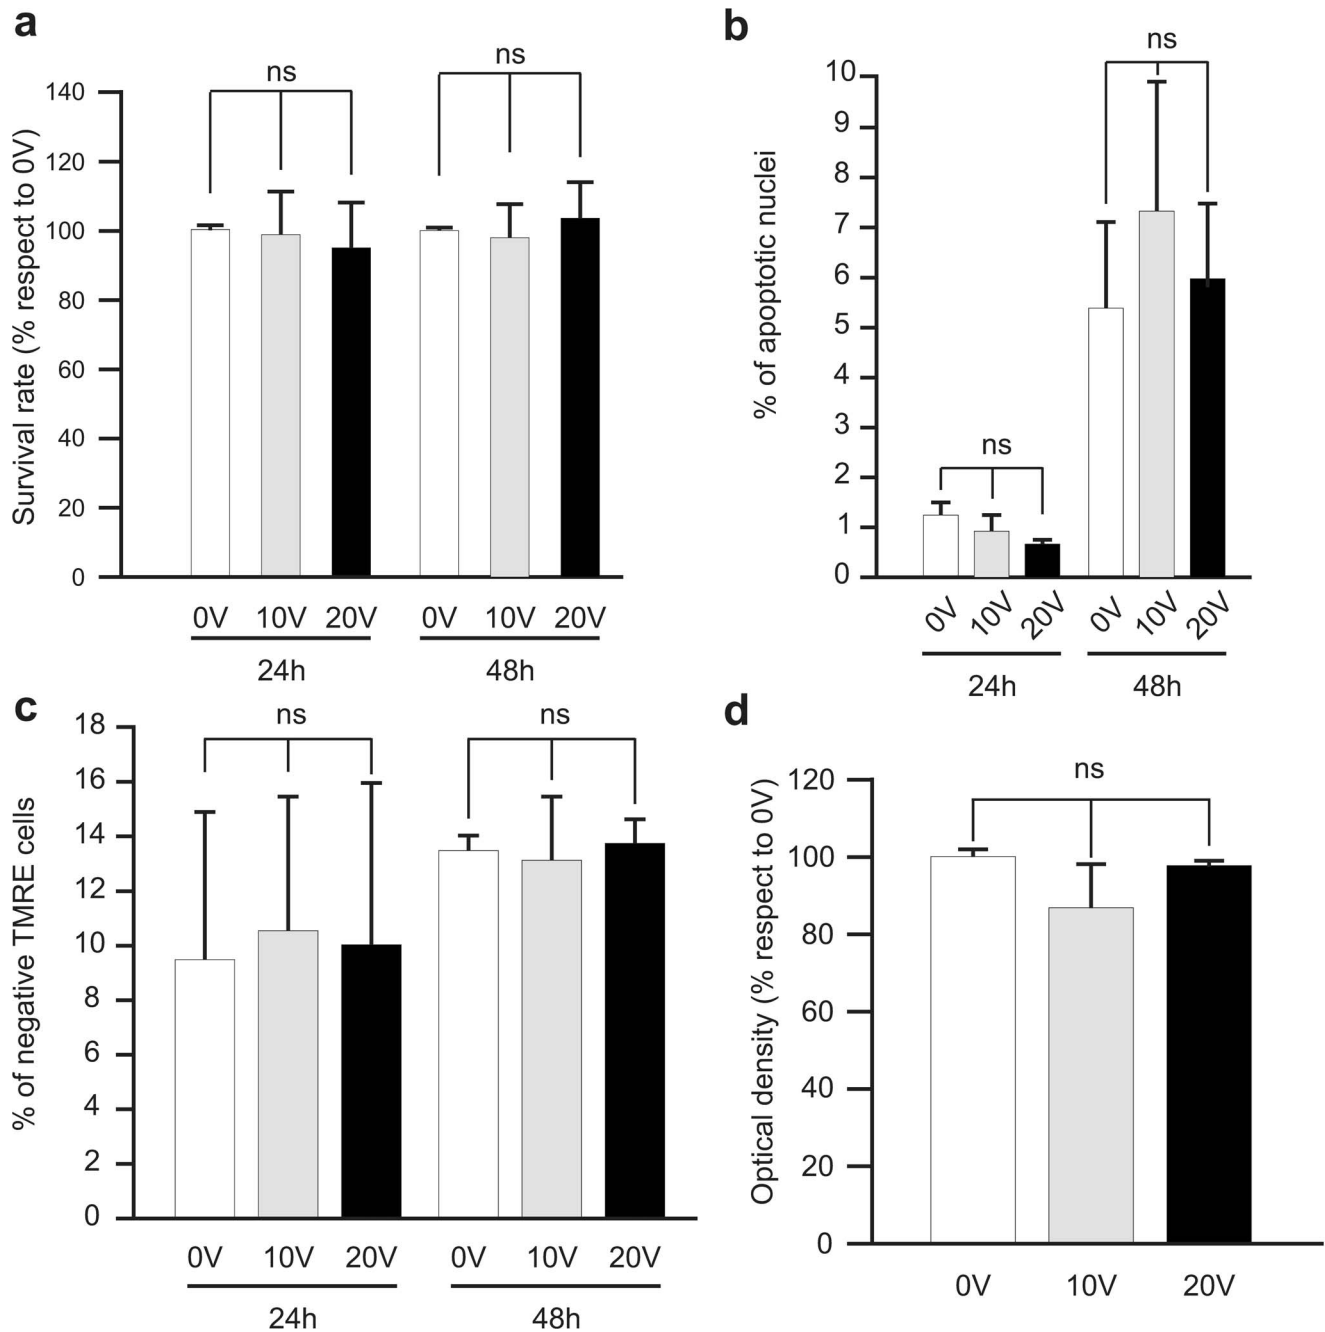 a
Survival rate (% respect to 0V)
140
120
100
80
60
40
20
0
ns
ns
0V 10V 20V 0V 10V 20V
24h 48h
b
% of apoptotic nuclei
10
9
8
7
6
5
4
3
2
1
0
ns
ns
0V 10V 20V 0V 10V 20V
24h 48h
c
% of negative TMRE cells
18
16
14
12
10
8
6
4
2
0
ns
ns
0V 10V 20V 0V 10V 20V
24h 48h
d
Optical density (% respect to 0V)
120
100
80
60
40
20
0
ns
0V 10V 20V